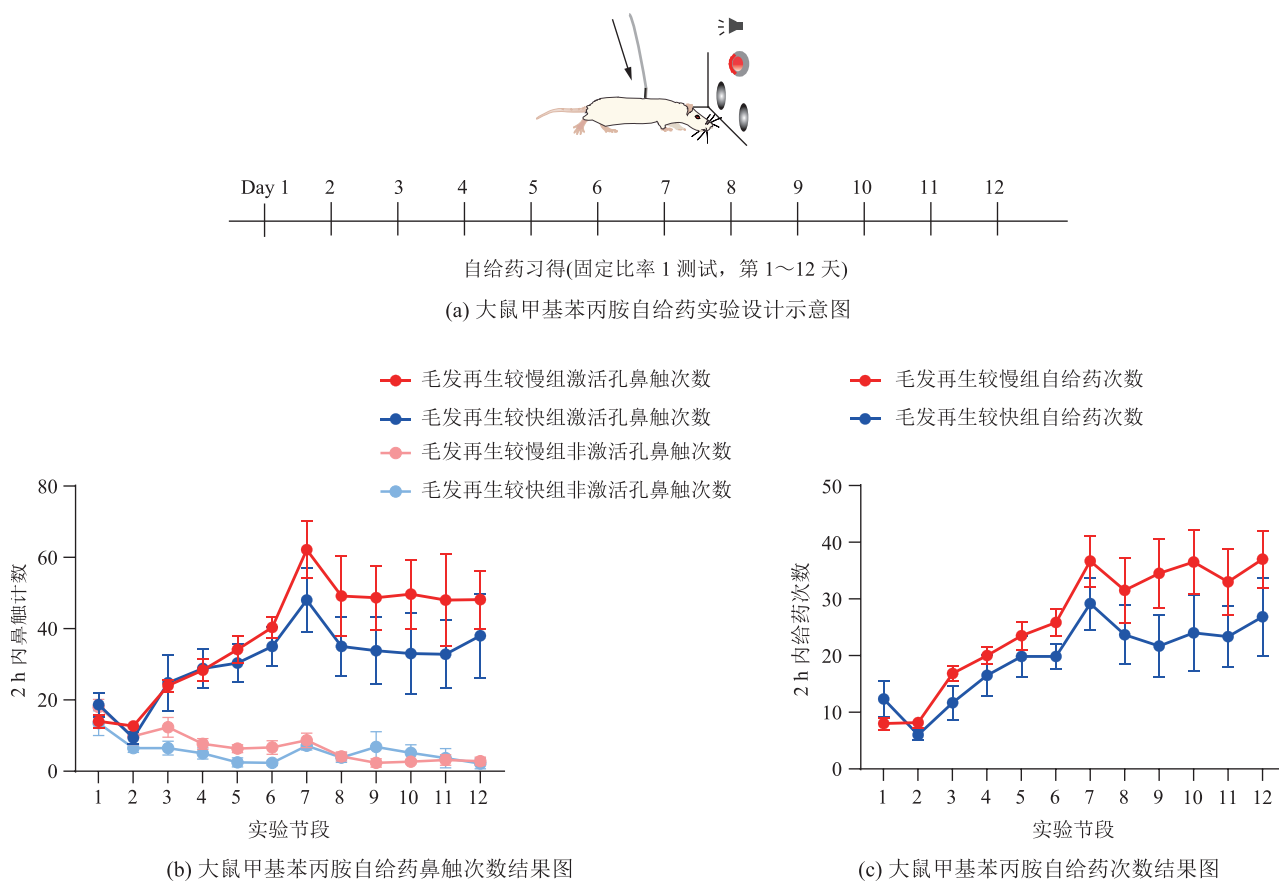 Day 1 2 3 4 5 6 7 8 9 10 11 12
自给药习得(固定比率 1 测试，第 1～12 天)
(a) 大鼠甲基苯丙胺自给药实验设计示意图
毛发再生较慢组激活孔鼻触次数
毛发再生较快组激活孔鼻触次数
毛发再生较慢组非激活孔鼻触次数
毛发再生较快组非激活孔鼻触次数
80
60
40
20
0
2 h 内鼻触计数
1 2 3 4 5 6 7 8 9 10 11 12
实验节段
(b) 大鼠甲基苯丙胺自给药鼻触次数结果图
毛发再生较慢组自给药次数
毛发再生较快组自给药次数
50
40
30
20
10
0
2 h 内给药次数
1 2 3 4 5 6 7 8 9 10 11 12
实验节段
(c) 大鼠甲基苯丙胺自给药次数结果图